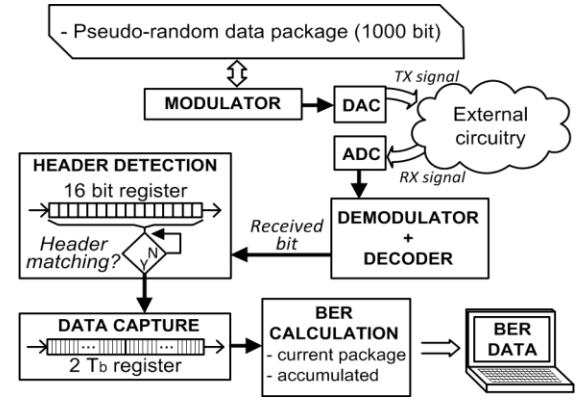 - Pseudo-random data package (1000 bit)
MODULATOR
DAC
TX signal
External
circuitry
ADC
RX signal
HEADER DETECTION
16 bit register
Header
matching?
N
Y
Received
bit
DEMODULATOR
+
DECODER
DATA CAPTURE
... ...
2 Tb register
BER
CALCULATION
- current package
- accumulated
BER
DATA